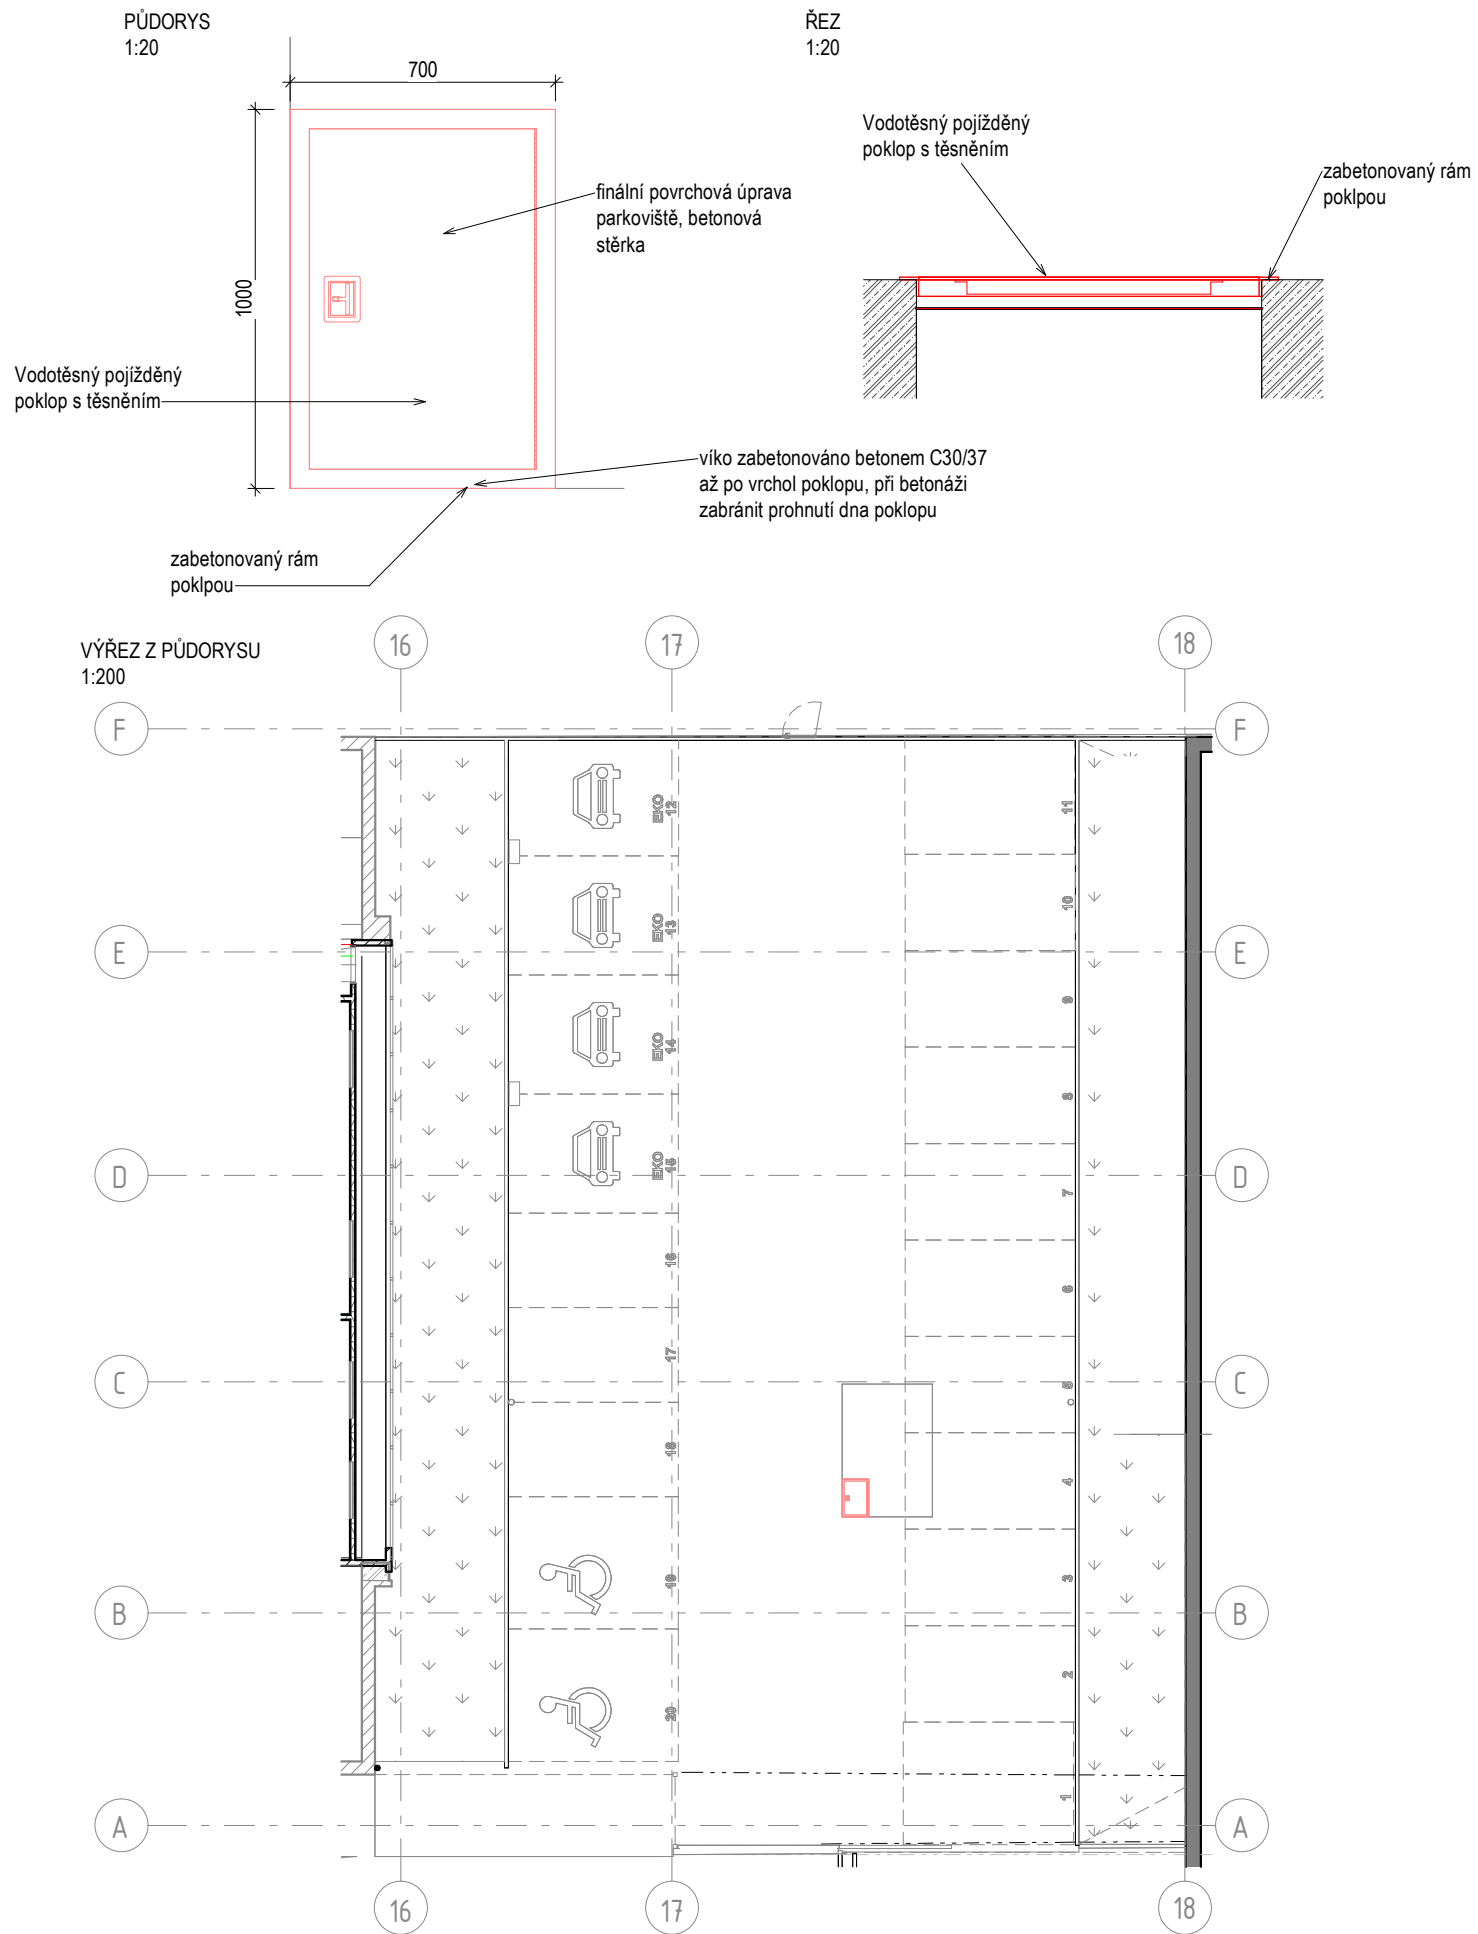 PŮDORYS
1:20
ŘEZ
1:20
700
1000
Vodotěsný pojížděný
poklop s těsněním
zabetonovaný rám
poklpou
finální povrchová úprava
parkoviště, betonová
stěrka
Vodotěsný pojížděný
poklop s těsněním
víko zabetonováno betonem C30/37
až po vrchol poklopu, při betonáži
zabránit prohnutí dna poklopu
zabetonovaný rám
poklpou
VÝŘEZ Z PŮDORYSU
1:200
16
17
18
F
F
EKO
12
11
EKO
13
10
E
E
9
EKO
14
8
EKO
15
D
D
7
16
6
17
C
C
5
18
4
19
3
B
B
2
20
1
A
A
16
17
18